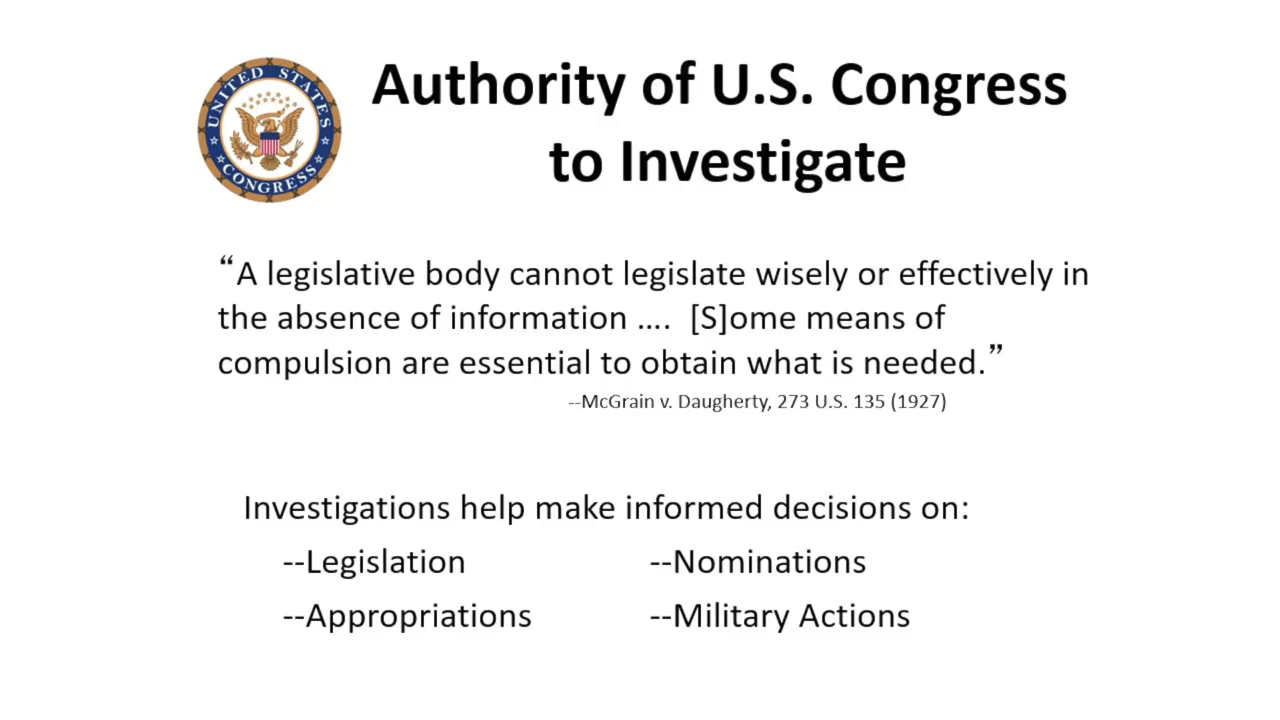 UNITED STATES
CONGRESS
Authority of U.S. Congress
to Investigate
“A legislative body cannot legislate wisely or effectively in
the absence of information .... [S]ome means of
compulsion are essential to obtain what is needed.”
--McGrain v. Daugherty, 273 U.S. 135 (1927)
Investigations help make informed decisions on:
--Legislation --Nominations
--Appropriations --Military Actions